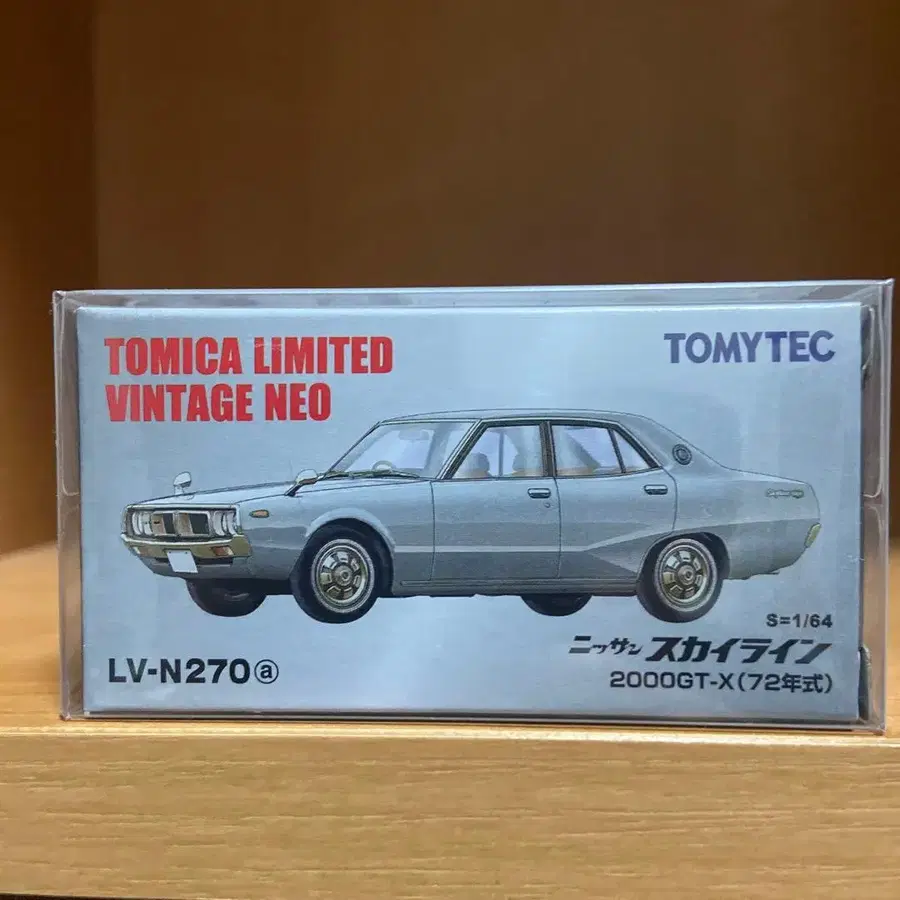 TOMICA LIMITED
VINTAGE NEO
TOMYTEC
S=1/64
LV-N270ⓐ
ニッサン スカイライン
2000GT-X(72年式)